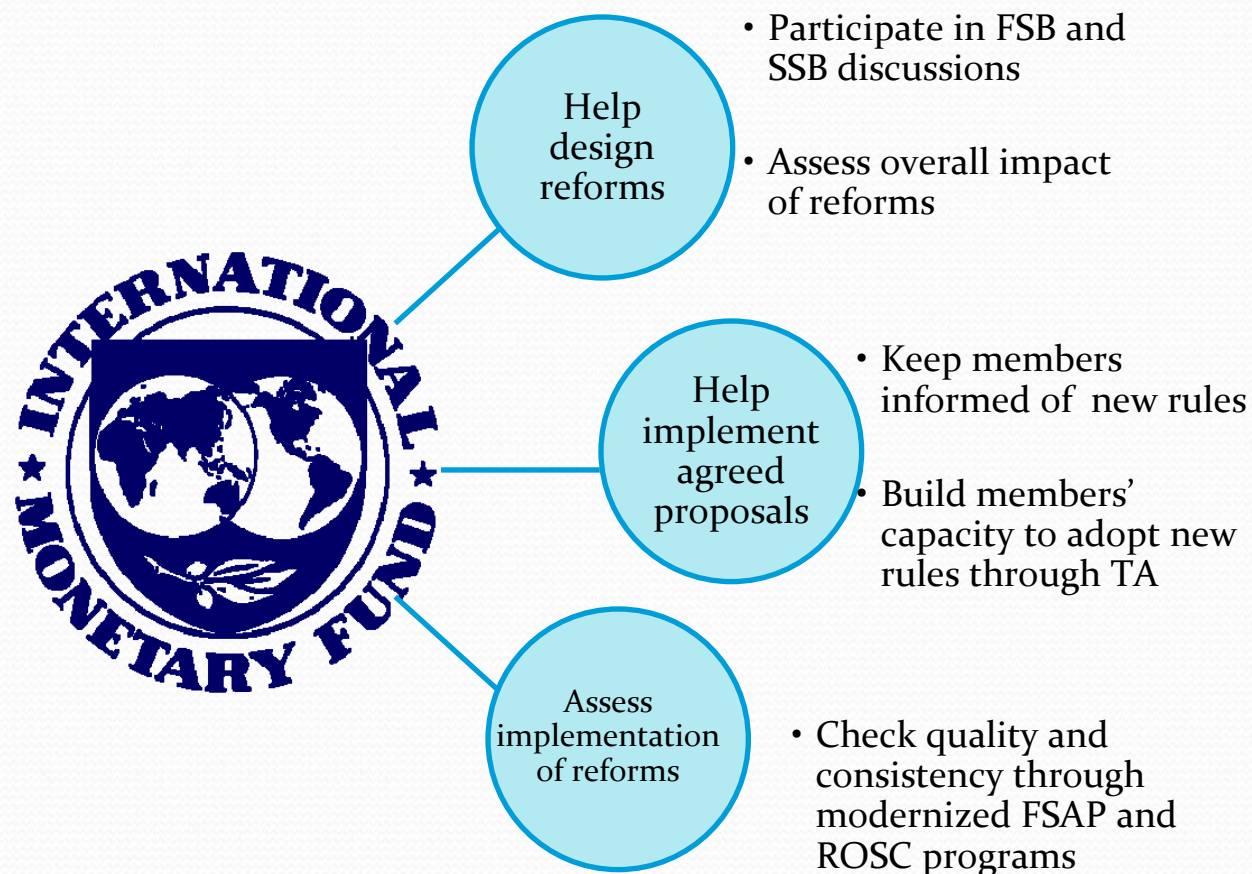 INTERNATIONAL
MONETARY FUND
Help
design
reforms
• Participate in FSB and
SSB discussions
• Assess overall impact
of reforms
Help
implement
agreed
proposals
• Keep members
informed of new rules
• Build members’
capacity to adopt new
rules through TA
Assess
implementation
of reforms
• Check quality and
consistency through
modernized FSAP and
ROSC programs